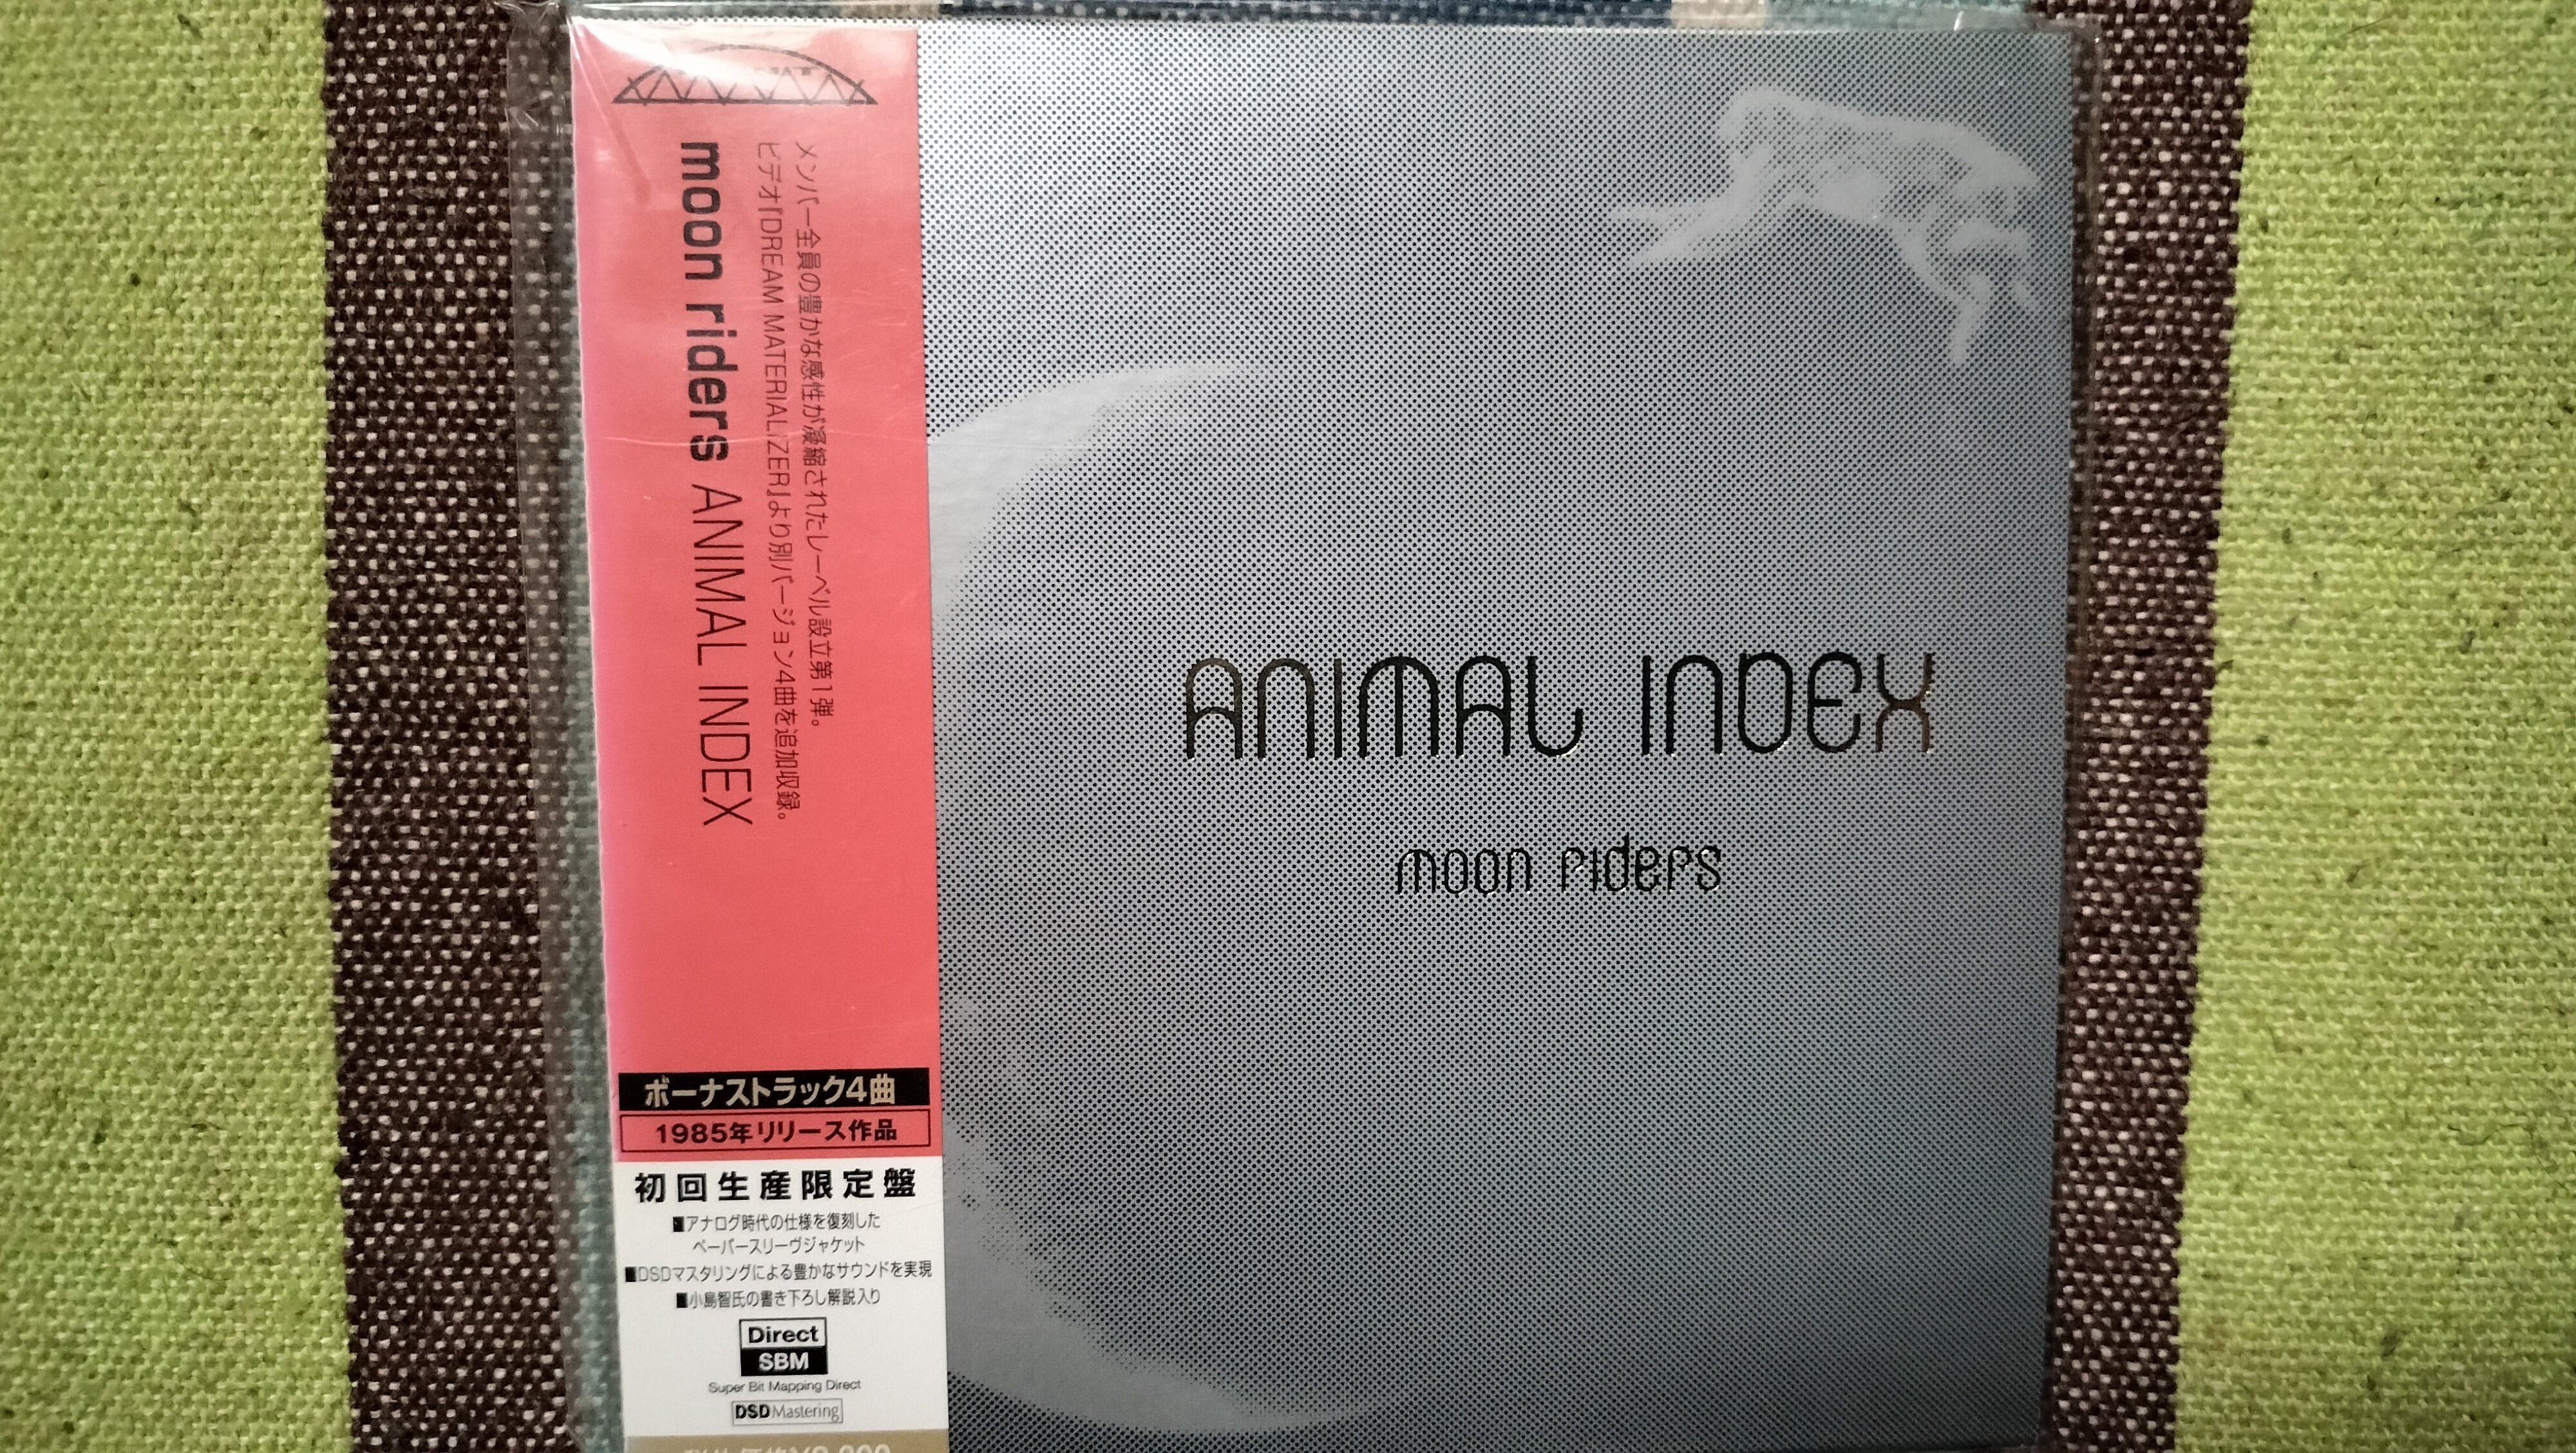 メンバー全員の豊かな感性が凝縮されたレーベル設立第1弾。
ビデオ『DREAM MATERIALIZER』より別バージョン4曲を追加収録。
moon riders ANIMAL INDEX
ボーナストラック4曲
1985年リリース作品
初回生産限定盤
■アナログ時代の仕様を復刻した
ペーパースリーヴジャケット
■DSDマスタリングによる豊かなサウンドを実現
■小島智氏の書き下ろし解説入り
Direct
SBM
Super Bit Mapping Direct
DSD Mastering
ANIMAL INDEX
moon riders